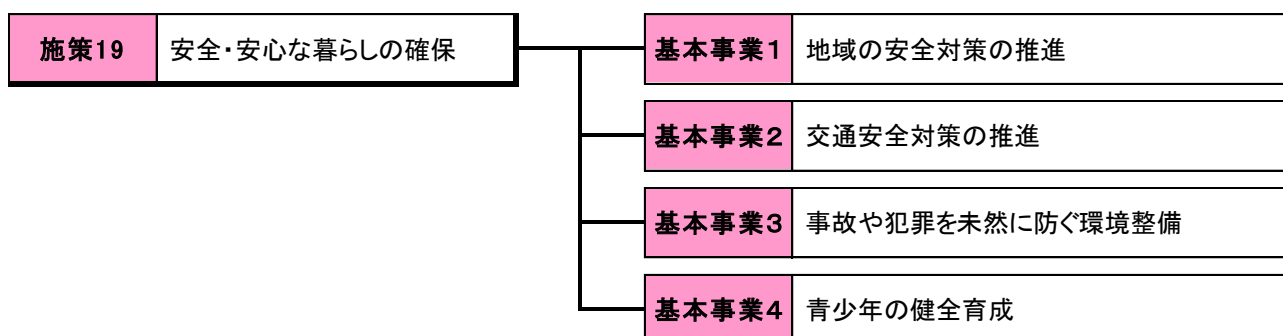 施策19 安全・安心な暮らしの確保
基本事業1 地域の安全対策の推進
基本事業2 交通安全対策の推進
基本事業3 事故や犯罪を未然に防ぐ環境整備
基本事業4 青少年の健全育成